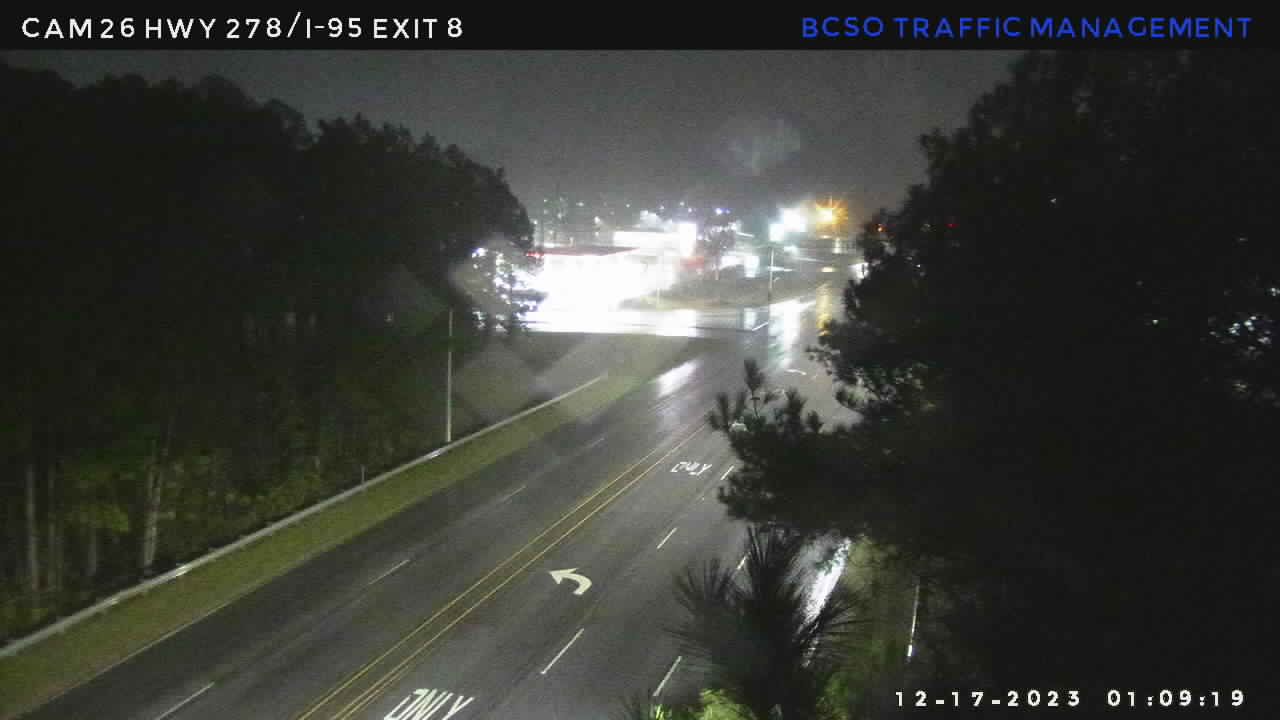 CAM 26 HWY 278/I-95 EXIT 8
BCSO TRAFFIC MANAGEMENT
ONLY
ONLY
12-17-2023 01:09:19